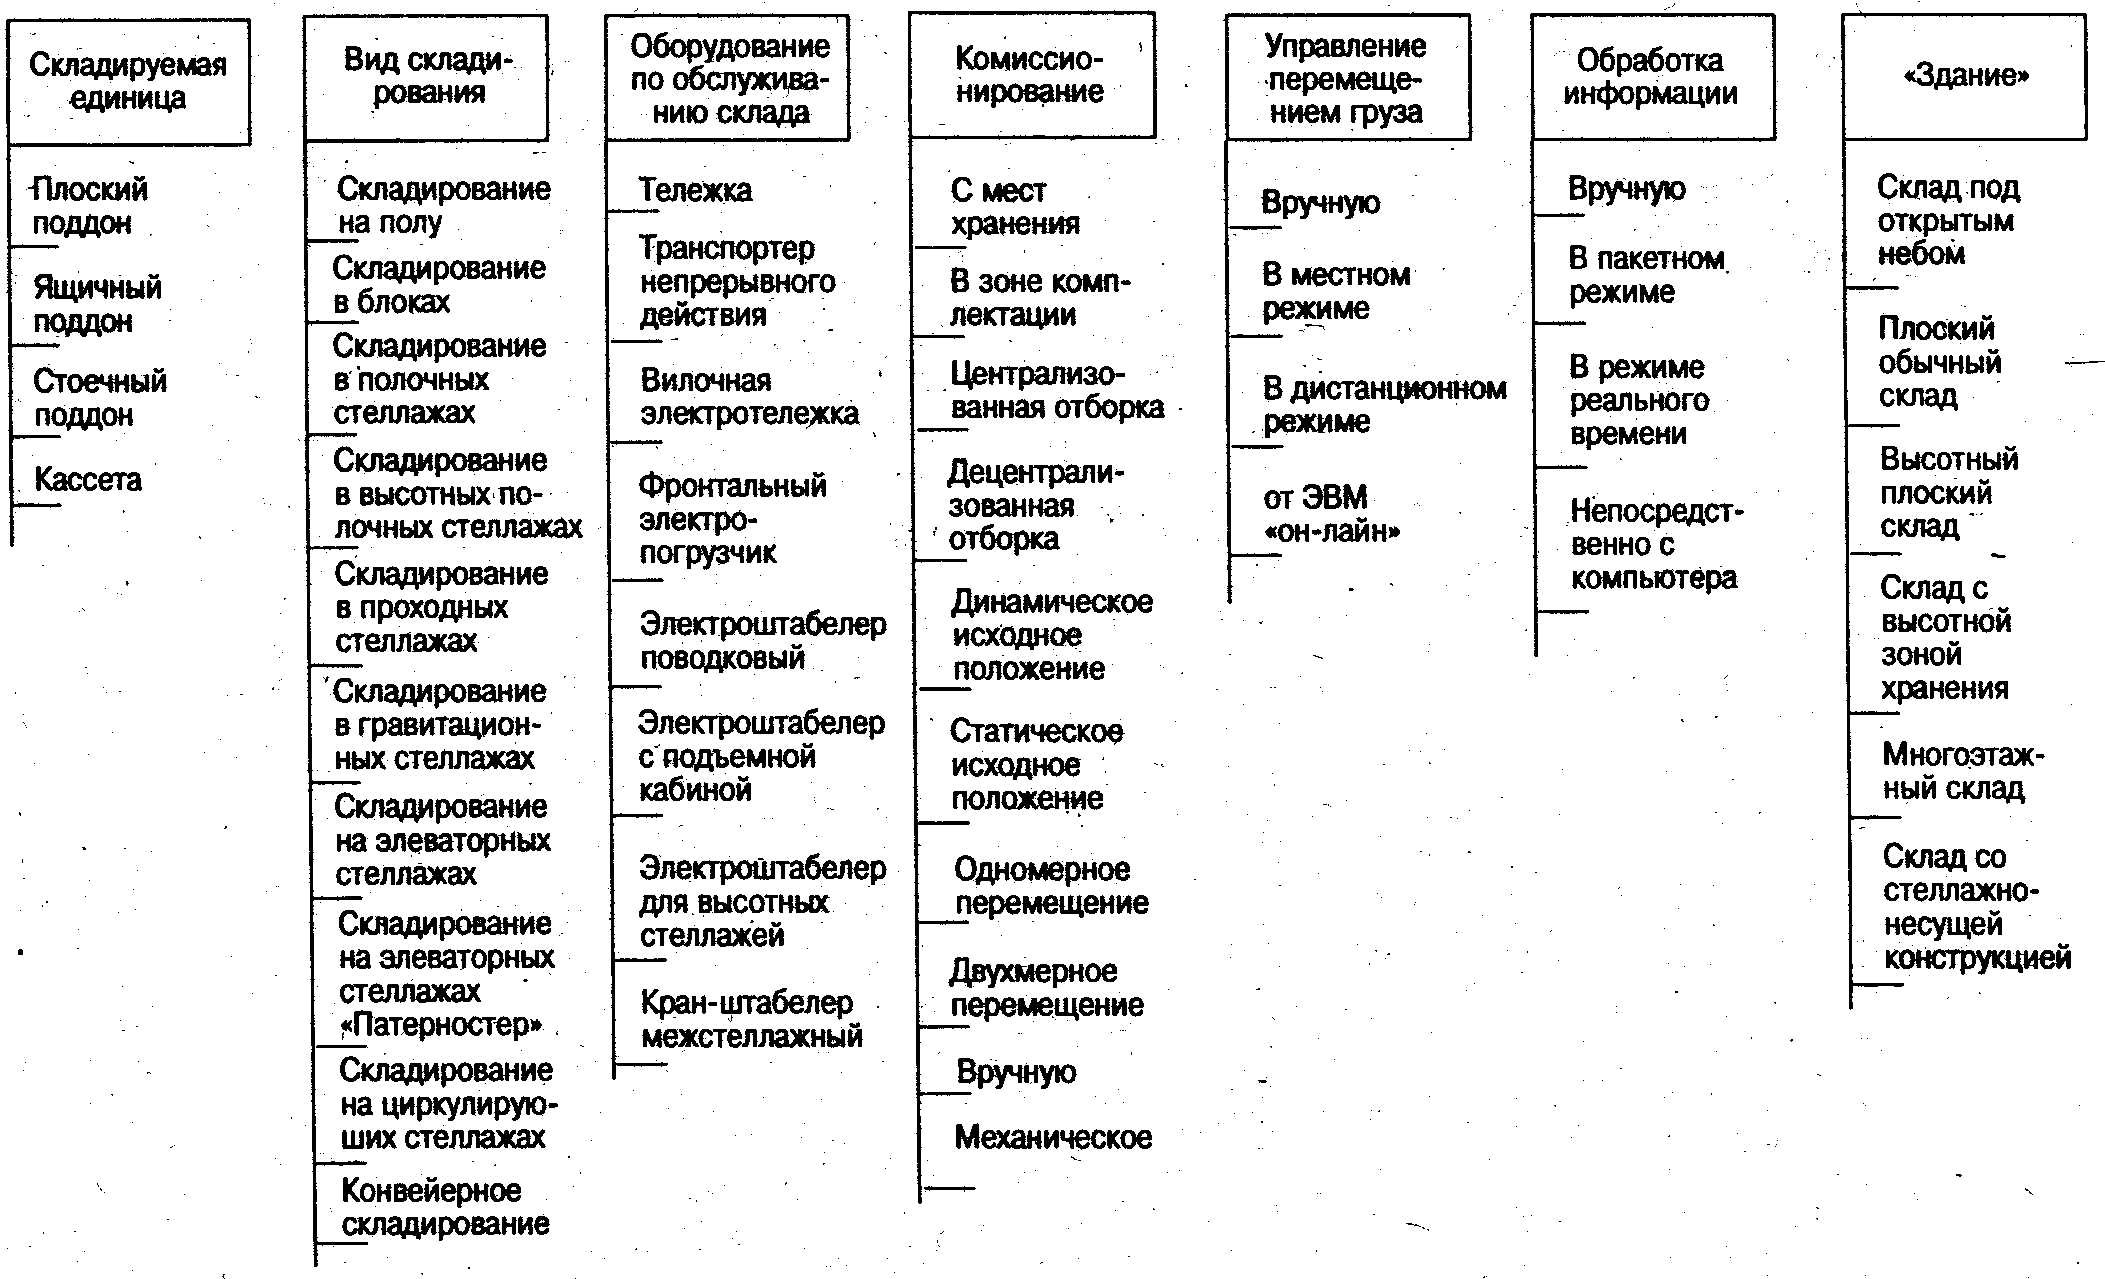 Складируемая
единица
Плоский
поддон
Ящичный
поддон
Стоечный
поддон
Кассета
Вид складиро-
рования
Складирование
на полу
Складирование
в блоках
Складирование
в полочных
стеллажах
Складирование
в высотных по-
лочных стеллажах
Складирование
в проходных
стеллажах
Складирование
в гравитацион-
ных стеллажах
Складирование
на элеваторных
стеллажах
Складирование
на элеваторных
стеллажах
«Патерностер»
Складирование
на циркулирую-
ших стеллажах
Конвейерное
складирование
Оборудование
по обслужива-
нию склада
Тележка
Транспортер
непрерывного
действия
Вилочная
электротележка
Фронтальный
электро-
погрузчик
Электроштабелер
поводковый
Электроштабелер
с подъемной
кабиной
Электроштабелер
для высотных
стеллажей
Кран-штабелер
межстеллажный
Комиссио-
нирование
С мест
хранения
В зоне комп-
лектации
Централизо-
ванная отборка
Децентрали-
зованная
отборка
Динамическое
исходное
положение
Статическое
исходное
положение
Одномерное
перемещение
Двухмерное
перемещение
Вручную
Механическое
Управление
перемеще-
нием груза
Вручную
В местном
режиме
В дистанционном
режиме
от ЭВМ
«он-лайн»
Обработка
информации
Вручную
В пакетном
режиме
В режиме
реального
времени
Непосредст-
венно с
компьютера
«Здание»
Склад под
открытым
небом
Плоский
обычный
склад
Высотный
плоский
склад
Склад с
высотной
зоной
хранения
Многоэтаж-
ный склад
Склад со
стеллажно-
несущей
конструкцией